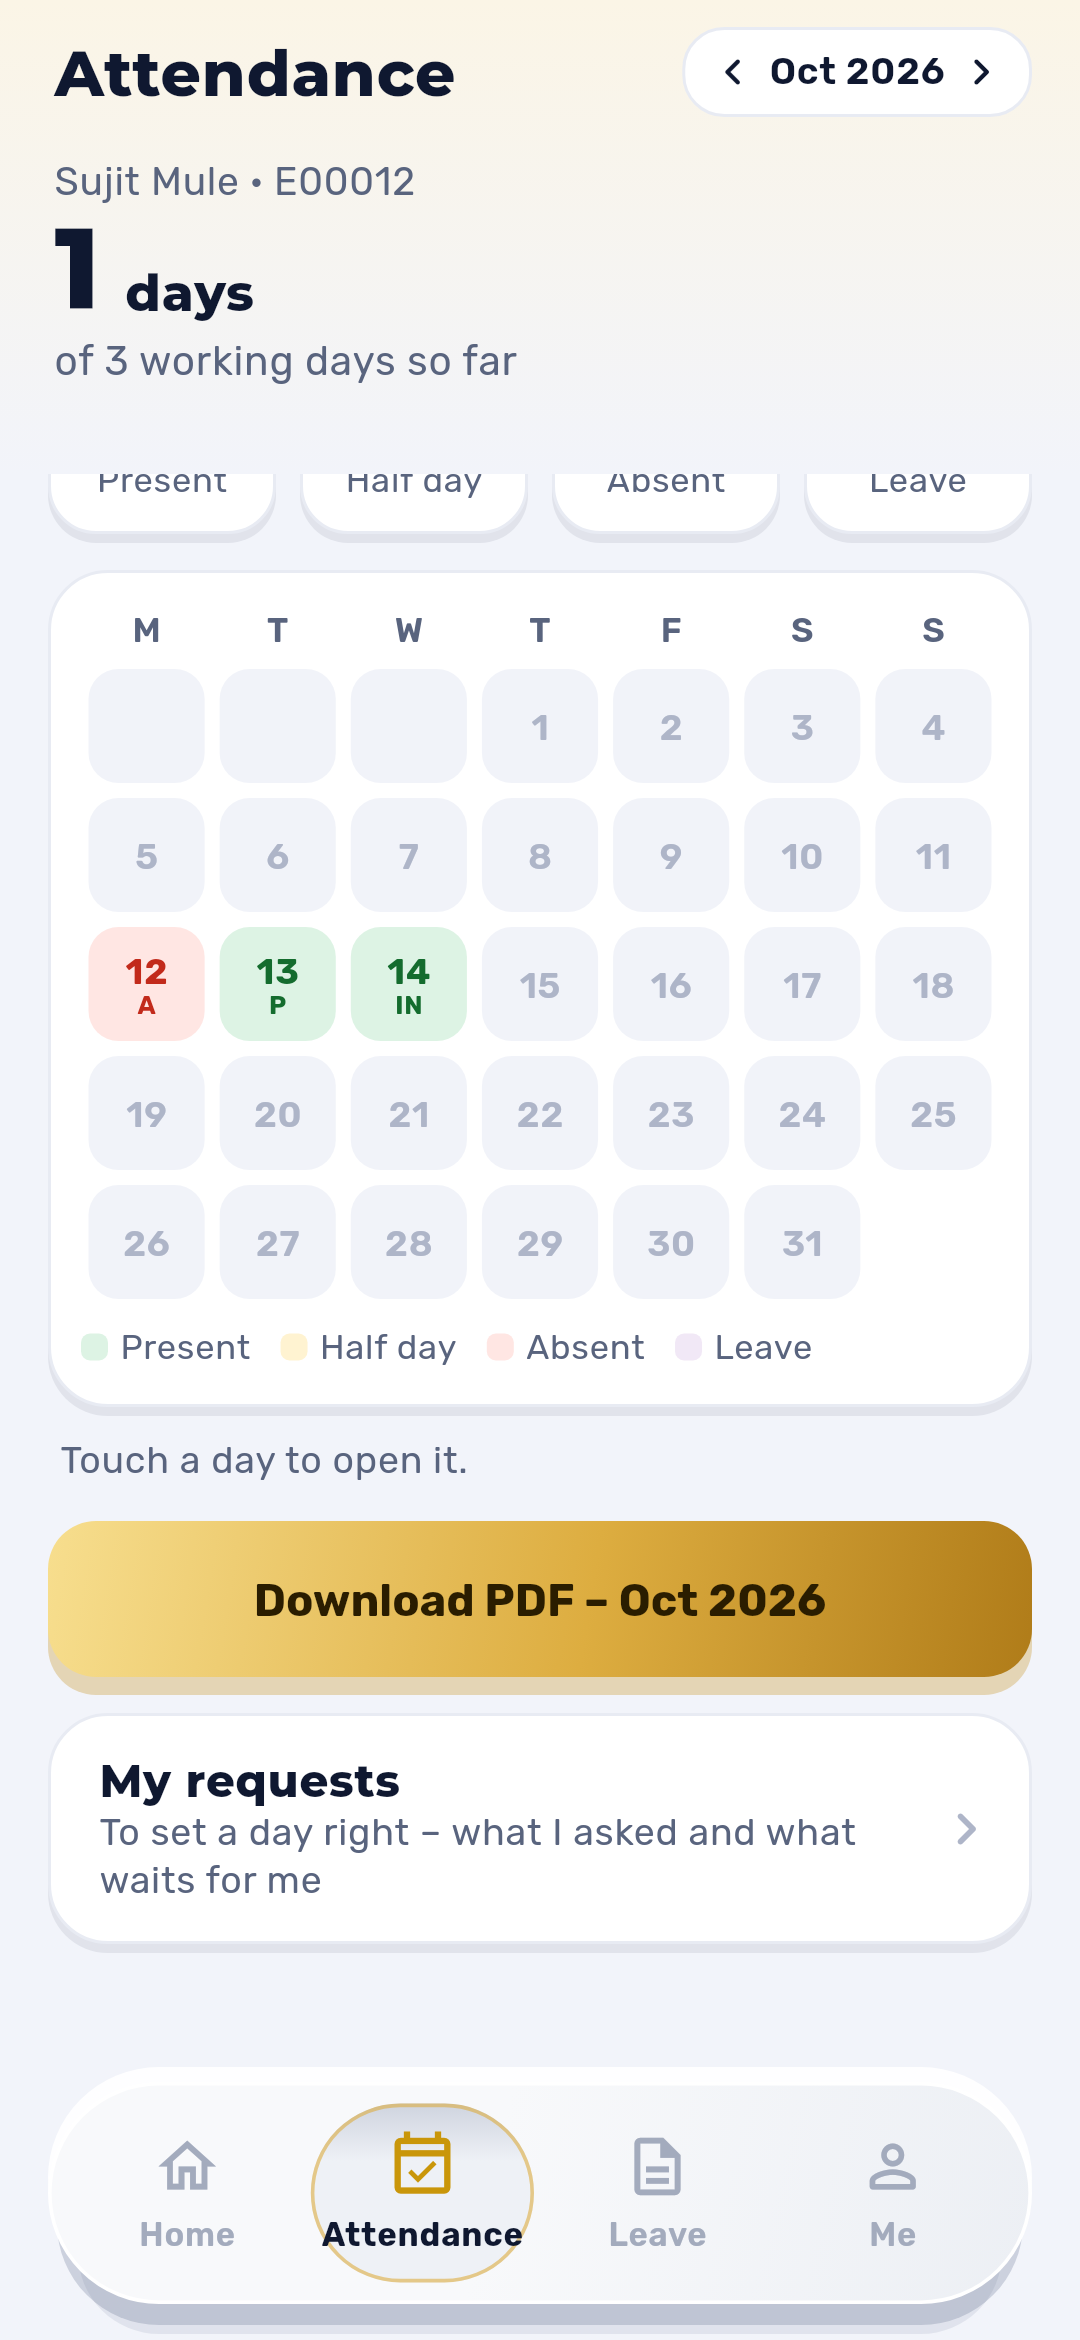 Attendance
Oct 2026
Sujit Mule • E00012
1 days
of 3 working days so far
Present Half day Absent Leave
M T W T F S S
1 2 3 4
5 6 7 8 9 10 11
12 13 14 15 16 17 18
A P IN
19 20 21 22 23 24 25
26 27 28 29 30 31
Present Half day Absent Leave
Touch a day to open it.
Download PDF – Oct 2026
My requests
To set a day right – what I asked and what
waits for me
Home Attendance Leave Me